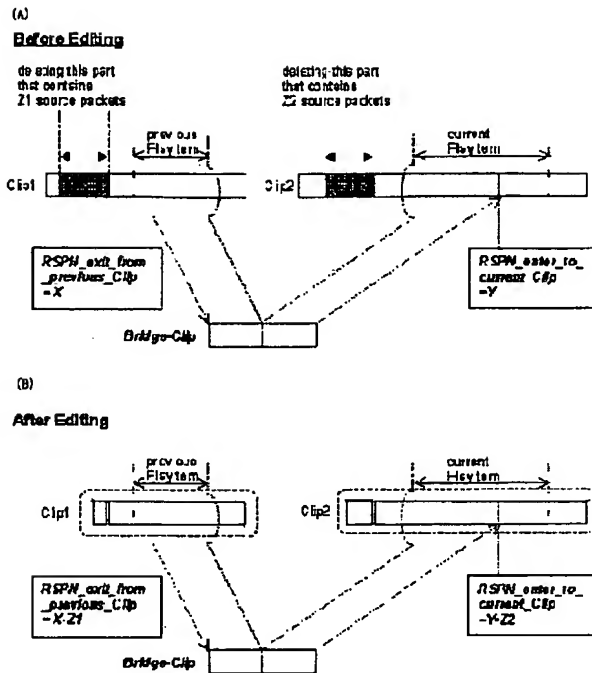 (A)
Before Editing
deleting this part
that contains
Z1 source packets
deleting this part
that contains
Z2 source packets
previous
PlayItem
current
PlayItem
Clip1
Clip2
RSPN_exit_from
_previous_Clip
=X
RSPN_enter_to_
current_Clip
=Y
Bridge-Clip
(B)
After Editing
previous
PlayItem
current
PlayItem
Clip1
Clip2
RSPN_exit_from
_previous_Clip
=X-Z1
RSPN_enter_to_
current_Clip
=Y-Z2
Bridge-Clip